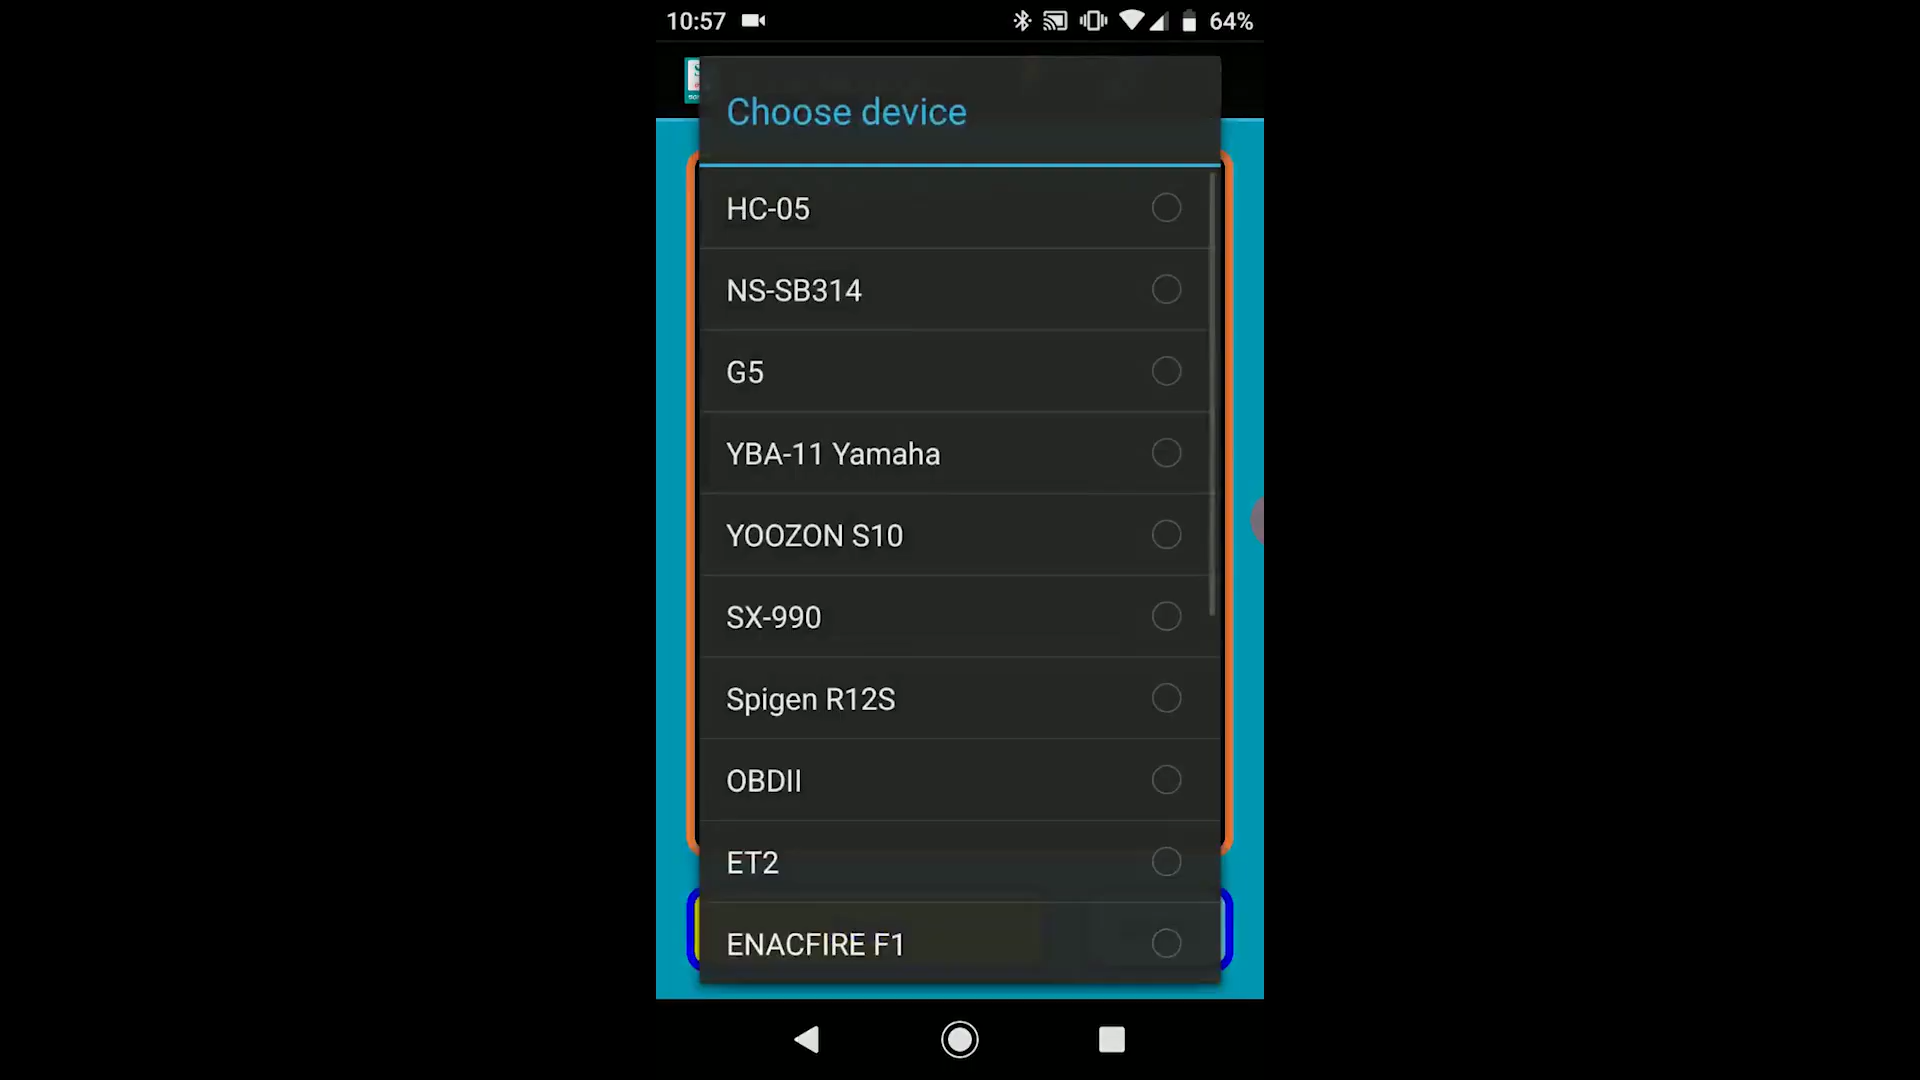 10:57
64%
Choose device
HC-05
NS-SB314
G5
YBA-11 Yamaha
YOOZON S10
SX-990
Spigen R12S
OBDII
ET2
ENACFIRE F1